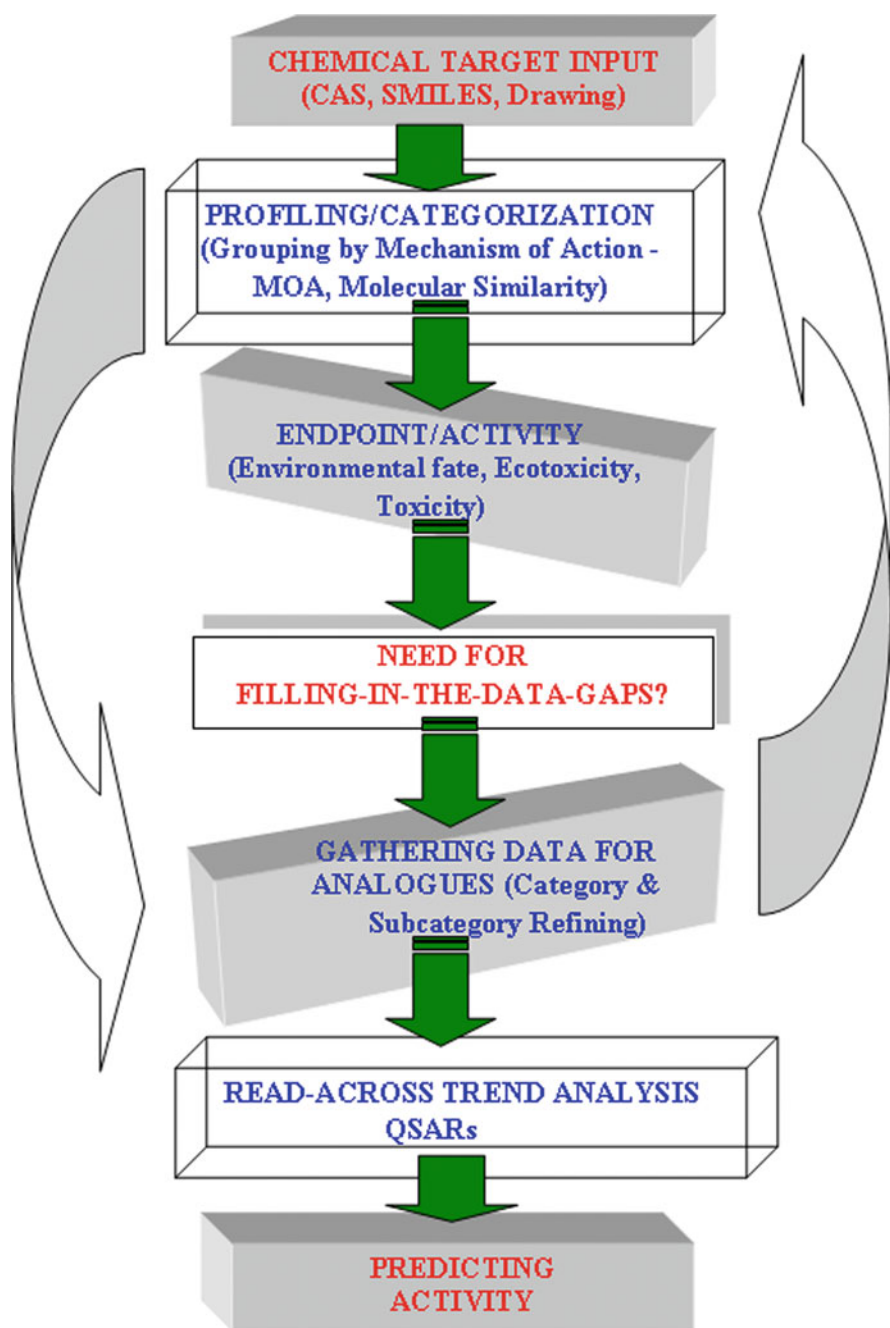 CHEMICAL TARGET INPUT
(CAS, SMILES, Drawing)
PROFILING/CATEGORIZATION
(Grouping by Mechanism of Action -
MOA, Molecular Similarity)
ENDPOINT/ACTIVITY
(Environmental fate, Ecotoxicity,
Toxicity)
NEED FOR
FILLING-IN-THE-DATA-GAPS?
GATHERING DATA FOR
ANALOGUES (Category &
Subcategory Refining)
READ-ACROSS TREND ANALYSIS
QSARs
PREDICTING
ACTIVITY